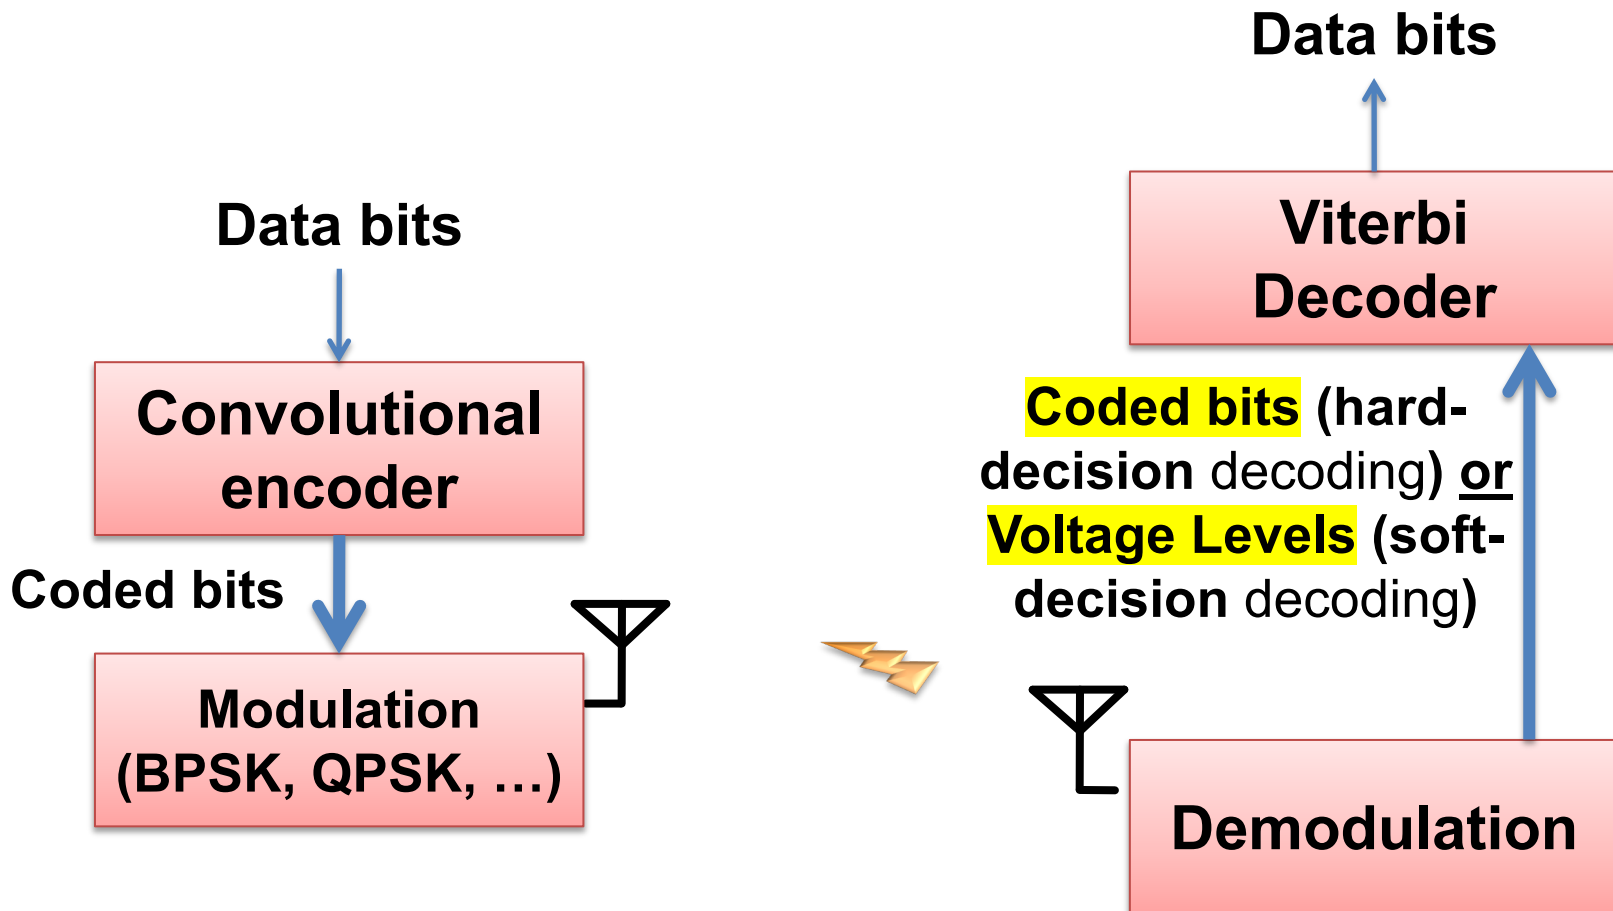 Data bits
Convolutional
encoder
Coded bits
Modulation
(BPSK, QPSK, …)
Data bits
Viterbi
Decoder
Coded bits (hard-
decision decoding) or
Voltage Levels (soft-
decision decoding)
Demodulation